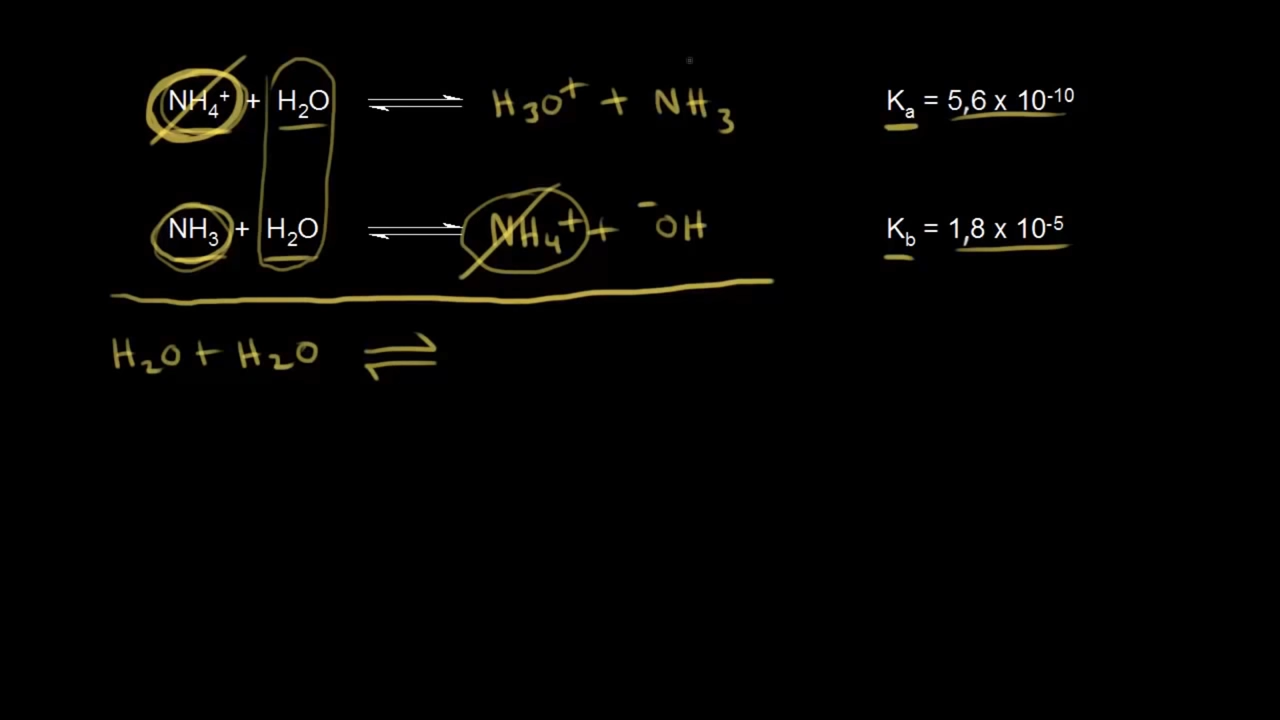 NH₄⁺ + H₂O ⇌ H₃O⁺ + NH₃ Kₐ = 5,6 x 10⁻¹⁰
NH₃ + H₂O ⇌ NH₄⁺ + ⁻OH K_b = 1,8 x 10⁻⁵
H₂O + H₂O ⇌